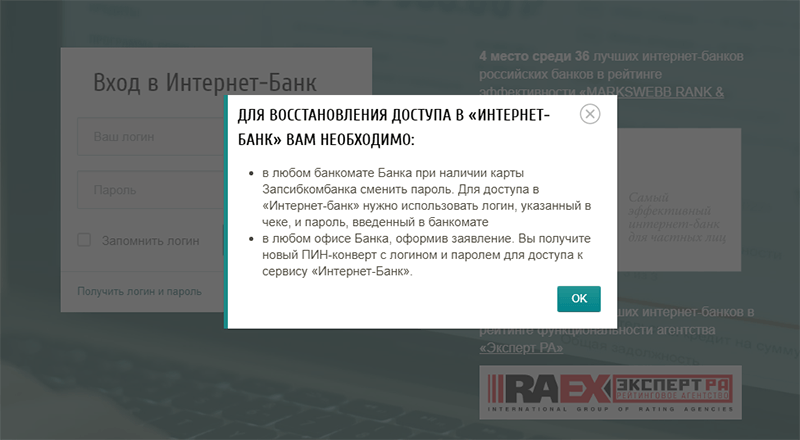 Вход в Интернет-Банк
Ваш логин
Пароль
Запомнить логин
Получить логин и пароль
ДЛЯ ВОССТАНОВЛЕНИЯ ДОСТУПА В «ИНТЕРНЕТ-
БАНК» ВАМ НЕОБХОДИМО:
в любом банкомате Банка при наличии карты
Запсибкомбанка сменить пароль. Для доступа в
«Интернет-банк» нужно использовать логин, указанный в
чеке, и пароль, введенный в банкомате
в любом офисе Банка, оформив заявление. Вы получите
новый ПИН-конверт с логином и паролем для доступа к
сервису «Интернет-Банк».
OK
4 место среди 36 лучших интернет-банков
российских банков в рейтинге
эффективности «MARKSWEBB RANK &
Самый
эффективный
интернет-банк
для частных лиц
интернет-банков в
рейтинге функциональности агентства
«Эксперт РА»
RAEX ЭКСПЕРТ РА
РЕЙТИНГОВОЕ АГЕНТСТВО
INTERNATIONAL GROUP OF RATING AGENCIES